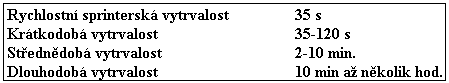 Rychlostní sprinterská vytrvalost 35 s
Krátkodobá vytrvalost 35-120 s
Střednědobá vytrvalost 2-10 min.
Dlouhodobá vytrvalost 10 min až několik hod.